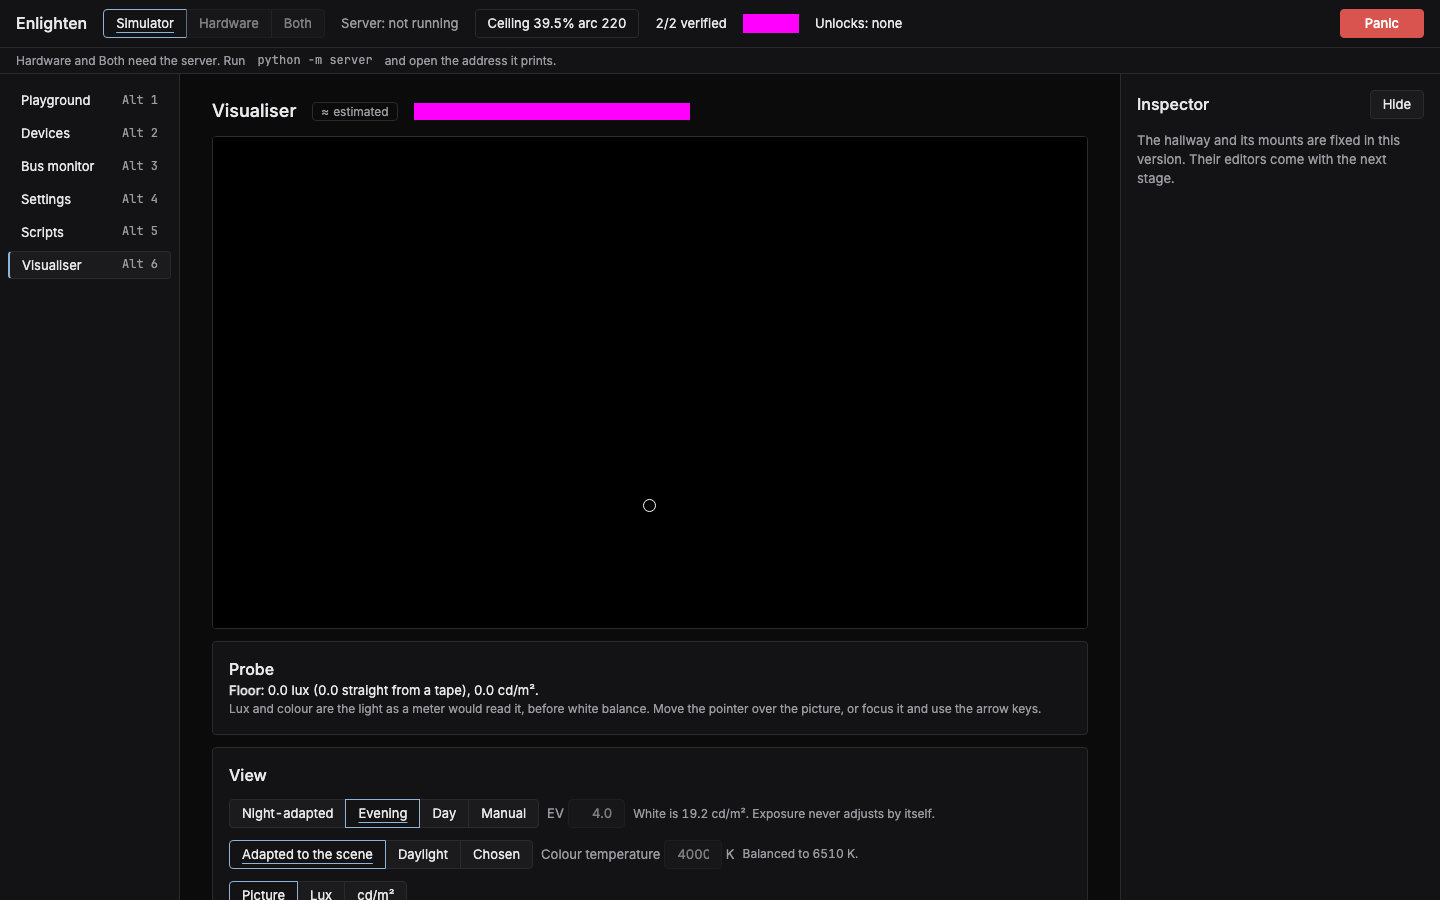 Enlighten Simulator Hardware Both Server: not running Ceiling 39.5% arc 220 2/2 verified Unlocks: none Panic
Hardware and Both need the server. Run python -m server and open the address it prints.
Playground Alt 1
Devices Alt 2
Bus monitor Alt 3
Settings Alt 4
Scripts Alt 5
Visualiser Alt 6
Visualiser ≈ estimated
Probe
Floor: 0.0 lux (0.0 straight from a tape), 0.0 cd/m².
Lux and colour are the light as a meter would read it, before white balance. Move the pointer over the picture, or focus it and use the arrow keys.
View
Night-adapted Evening Day Manual EV 4.0 White is 19.2 cd/m². Exposure never adjusts by itself.
Adapted to the scene Daylight Chosen Colour temperature 4000 K Balanced to 6510 K.
Picture Lux cd/m²
Inspector Hide
The hallway and its mounts are fixed in this
version. Their editors come with the next
stage.